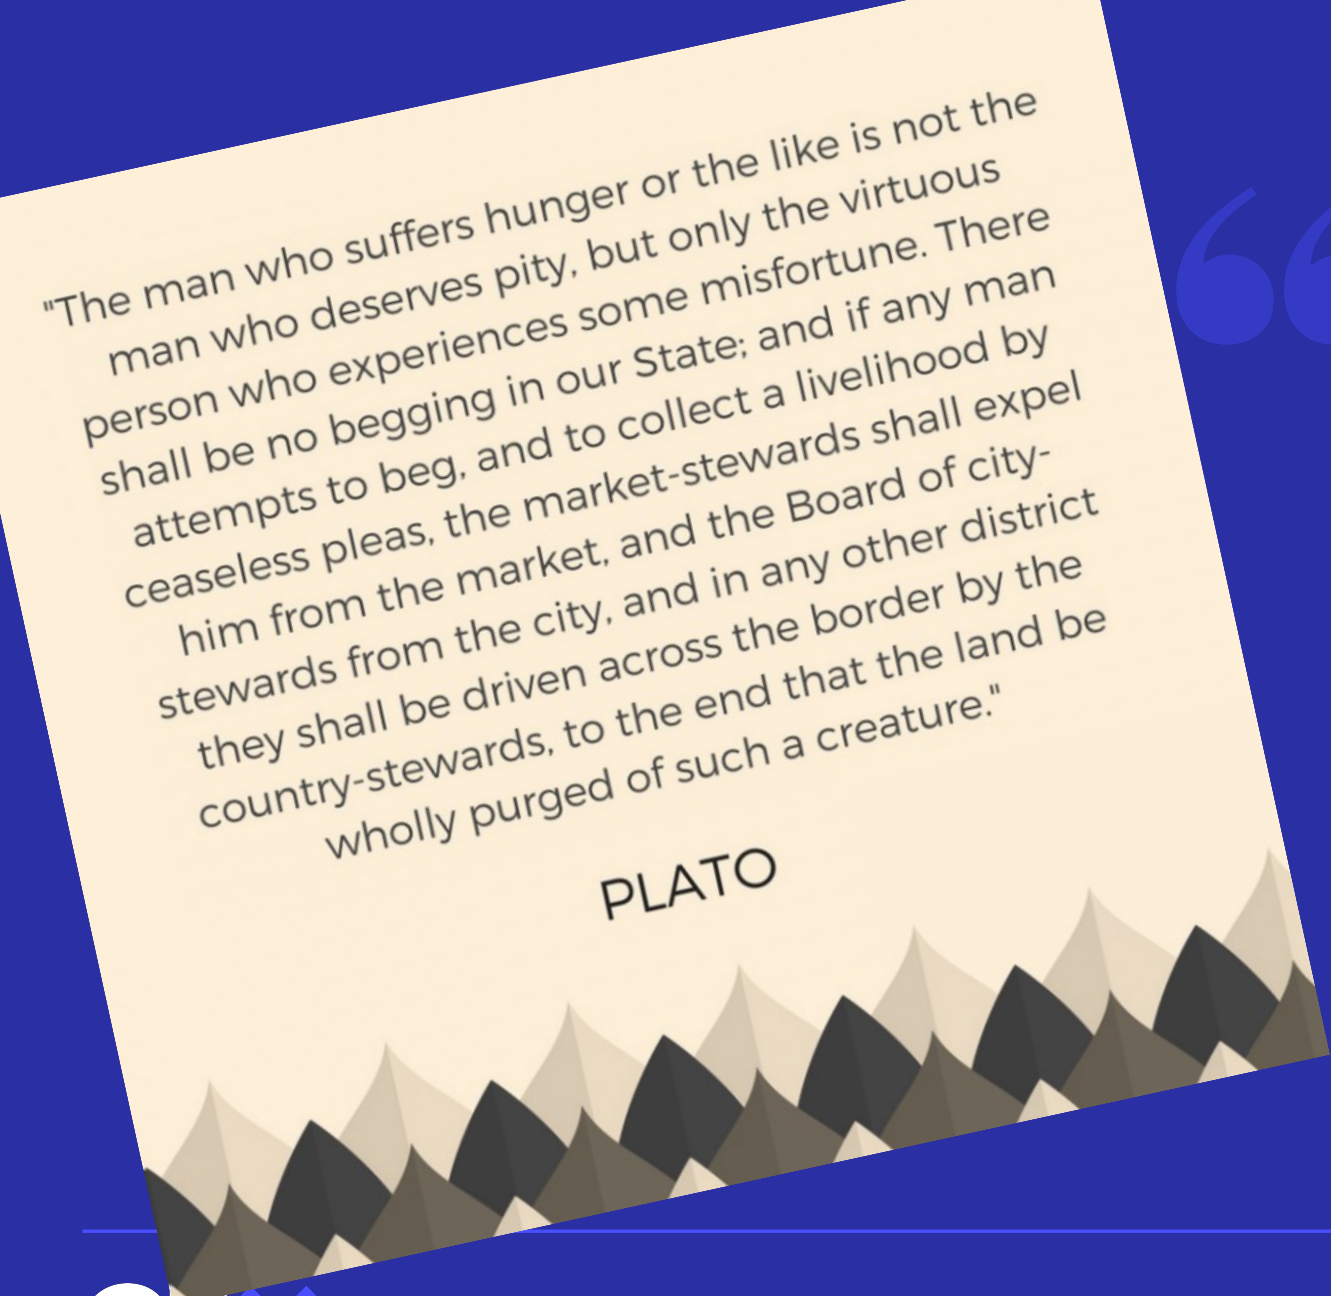 "The man who suffers hunger or the like is not the
man who deserves pity, but only the virtuous
person who experiences some misfortune. There
shall be no begging in our State; and if any man
attempts to beg, and to collect a livelihood by
ceaseless pleas, the market-stewards shall expel
him from the market, and the Board of city-
stewards from the city, and in any other district
they shall be driven across the border by the
country-stewards, to the end that the land be
wholly purged of such a creature."
PLATO